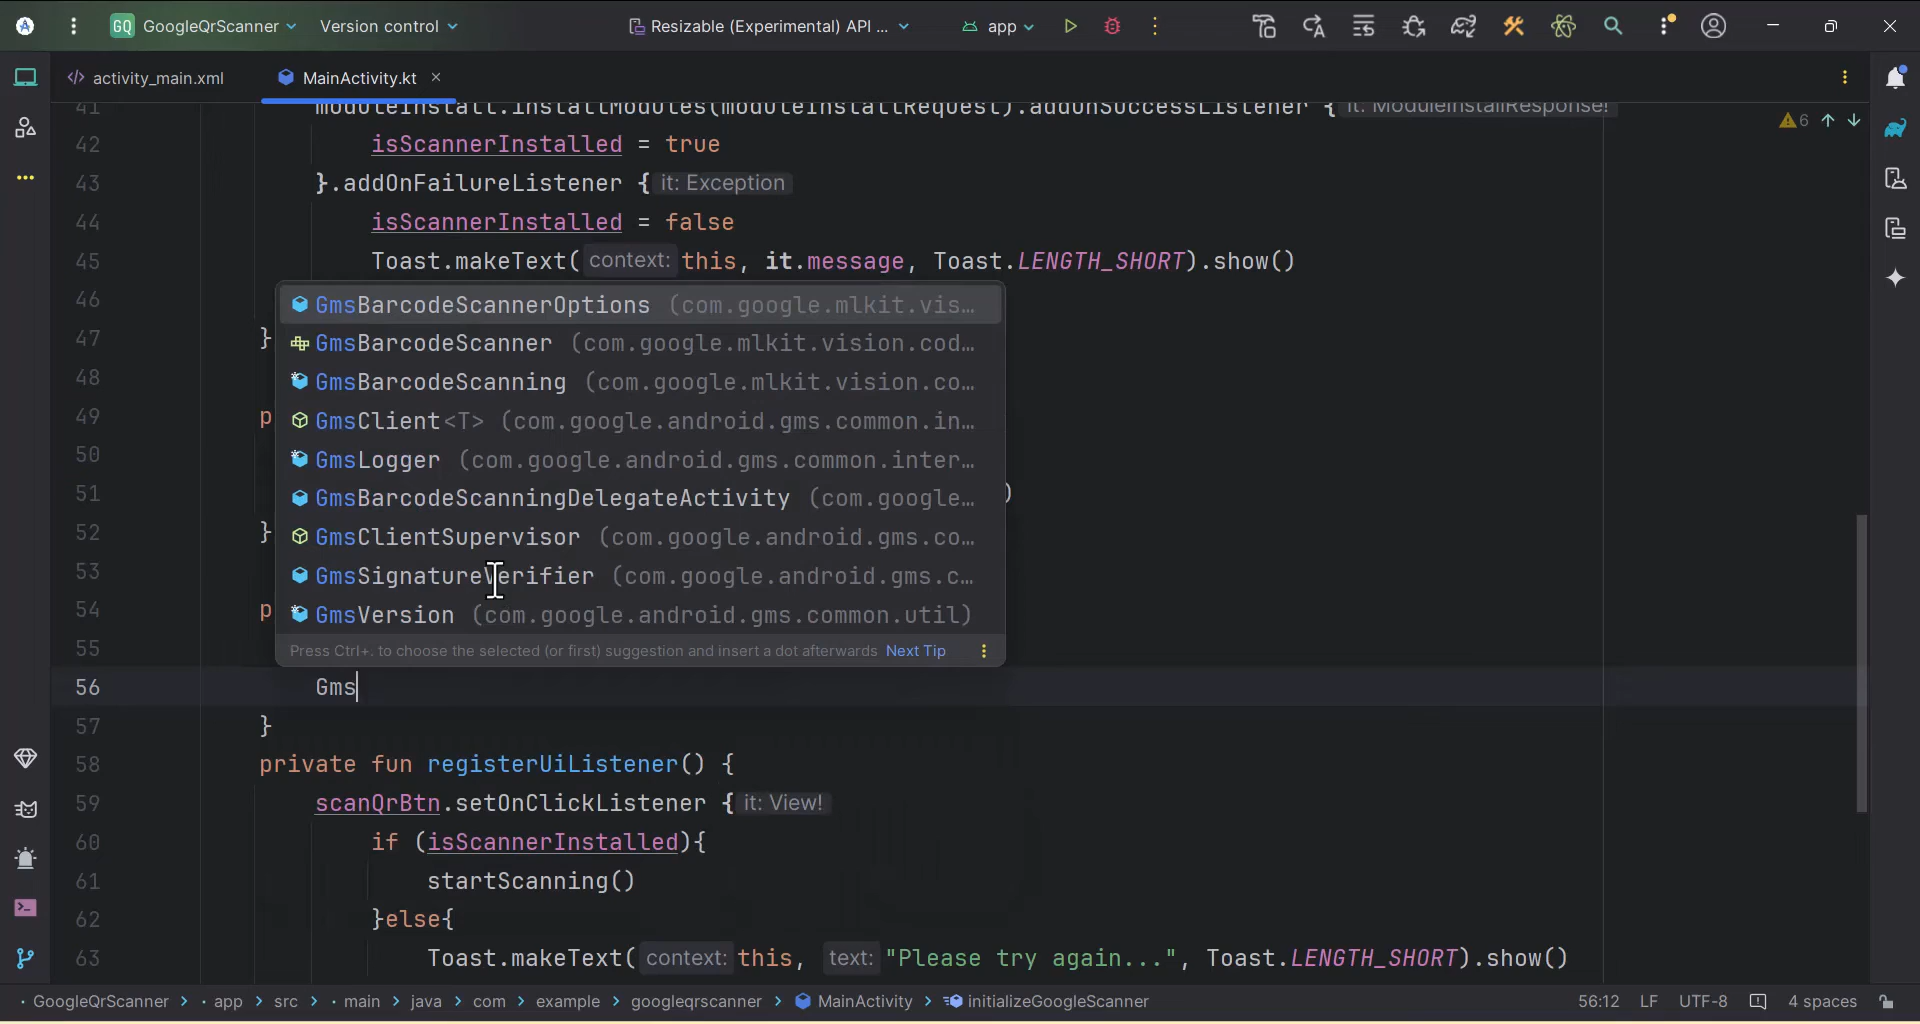 GQ GoogleQrScanner Version control Resizable (Experimental) API ... app
activity_main.xml MainActivity.kt
41 moduleInstall.installModules(moduleInstallRequest).addOnSuccessListener { it: ModuleInstallResponse!
6
42 isScannerInstalled = true
43 }.addOnFailureListener { it: Exception
44 isScannerInstalled = false
45 Toast.makeText( context: this, it.message, Toast.LENGTH_SHORT).show()
46 GmsBarcodeScannerOptions (com.google.mlkit.vis...
47 } GmsBarcodeScanner (com.google.mlkit.vision.cod...
48 GmsBarcodeScanning (com.google.mlkit.vision.co...
49 p GmsClient<T> (com.google.android.gms.common.in...
50 GmsLogger (com.google.android.gms.common.inter...
51 GmsBarcodeScanningDelegateActivity (com.google... )
52 } GmsClientSupervisor (com.google.android.gms.co...
53 GmsSignatureVerifier (com.google.android.gms.c...
54 p GmsVersion (com.google.android.gms.common.util)
55 Press Ctrl+. to choose the selected (or first) suggestion and insert a dot afterwards Next Tip
56 Gms
57 }
58 private fun registerUiListener() {
59 scanQrBtn.setOnClickListener { it: View!
60 if (isScannerInstalled){
61 startScanning()
62 }else{
63 Toast.makeText( context: this, text: "Please try again...", Toast.LENGTH_SHORT).show()
GoogleQrScanner > app > src > main > java > com > example > googleqrscanner > MainActivity > initializeGoogleScanner 56:12 LF UTF-8 4 spaces